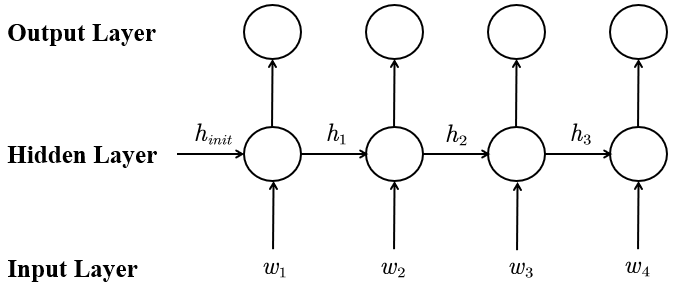 Output Layer
Hidden Layer h_init h_1 h_2 h_3
Input Layer w_1 w_2 w_3 w_4